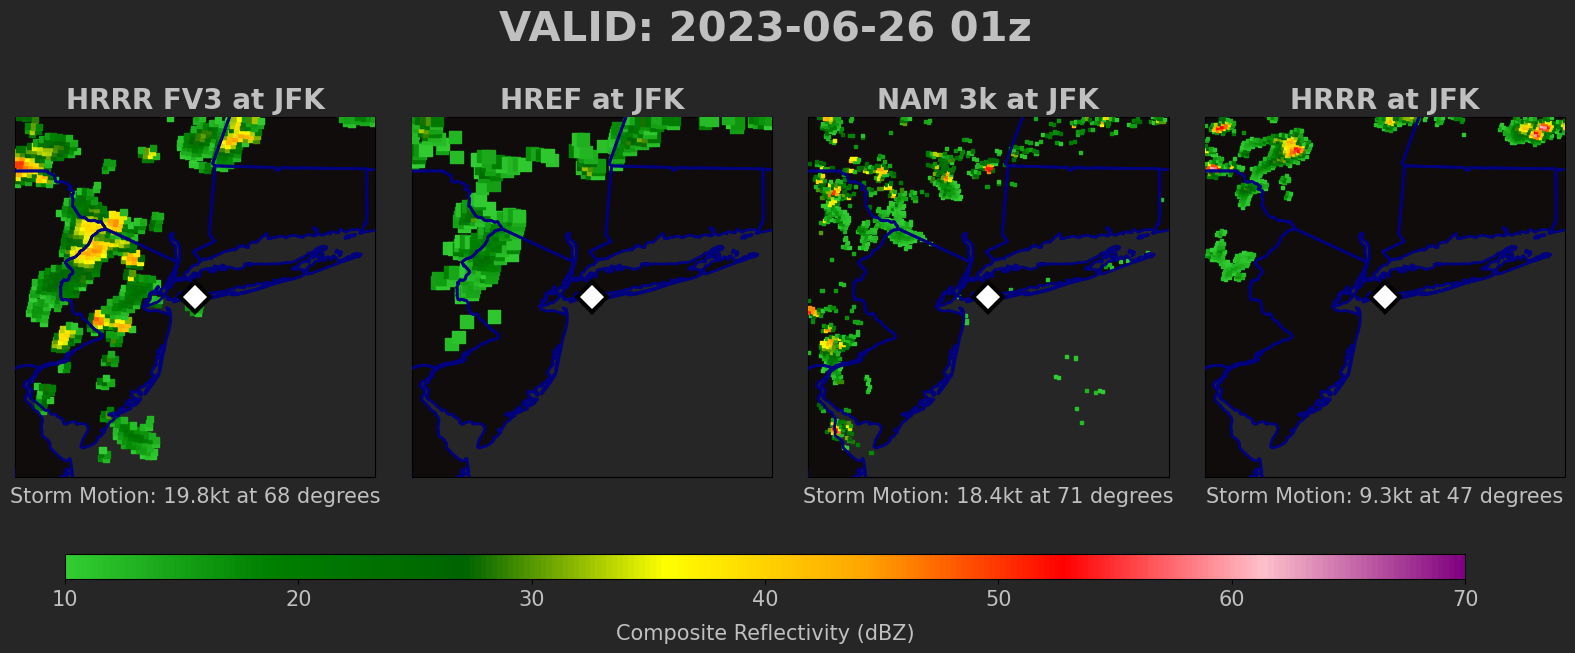 VALID: 2023-06-26 01z
HRRR FV3 at JFK
HREF at JFK
NAM 3k at JFK
HRRR at JFK
Storm Motion: 19.8kt at 68 degrees
Storm Motion: 18.4kt at 71 degrees
Storm Motion: 9.3kt at 47 degrees
10 20 30 40 50 60 70
Composite Reflectivity (dBZ)